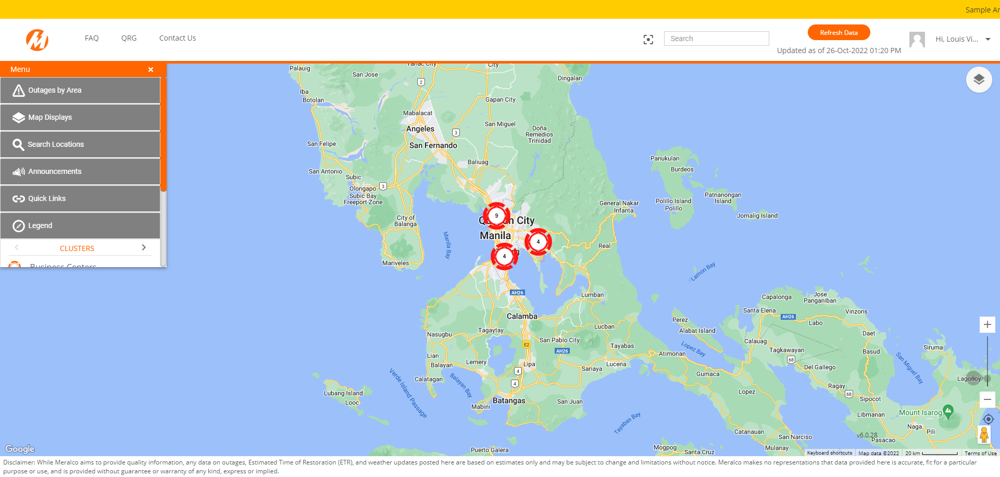 Sample Ar
FAQ
QRG
Contact Us
Search
Refresh Data
Updated as of 26-Oct-2022 01:20 PM
Hi, Louis Vi...
Menu
Outages by Area
Map Displays
Search Locations
Announcements
Quick Links
Legend
CLUSTERS
Business Centers
Tarlac City
City
Palauig
San Jose
2
Dingalan
Iba
Botolan
Gapan City
Mabalacat
Angeles
San Miguel
3
Doña
Remedios
Trinidad
San Felipe
San Fernando
Panukulan
Baliuag
Burdeos
San Antonio
Subic
3
Olongapo
Subic Bay
Freeport Zone
Patnanongan
Island
Polillo Island
Polillo
General Nakar
Infanta
Jomalig Island
City of
Balanga
9
City
Manila
4
4
Manila Bay
Real
Mariveles
Lamon Bay
AH26
Lumban
Capalonga
Jose
Panganiban
Santa Elena
Vinzons
AH26
Calamba
Perez
Labo
Tagaytay
Lucban
Alabat Island
Nasugbu
Daet
San Pablo City
E2
Calauag
Tayabas
Lopez Bay
Siruma
AH26
Tagkawayan
Basud
Lian
Atimonan
68
Lemery
Lipa
Lucena
San Miguel Bay
Balayan
Sariaya
Del Gallego
4
Gumaca
Calatagan
Verde Island Passage
Balayan Bay
4
Lagonoy
Ragay
Lopez
68
Lubang Island
Looc
Batangas
San Juan
Sipocot
Mabini
Libmanan
Mount Isarog
Tayabas Bay
Naga
Pili
Catanauan
San Narciso
v6.0.28
Pasacao
Google
Puerto Galera
Mogpog
Santa Cruz
Mulanay
Keyboard shortcuts
Map data ©2022
20 km
Terms of Use
Disclaimer: While Meralco aims to provide quality information, any data on outages, Estimated Time of Restoration (ETR), and weather updates posted here are based on estimates only and may be subject to change and limitations without notice. Meralco makes no representations that data provided here is accurate, fit for a particular
purpose or use, and is provided without guarantee or warranty of any kind, express or implied.